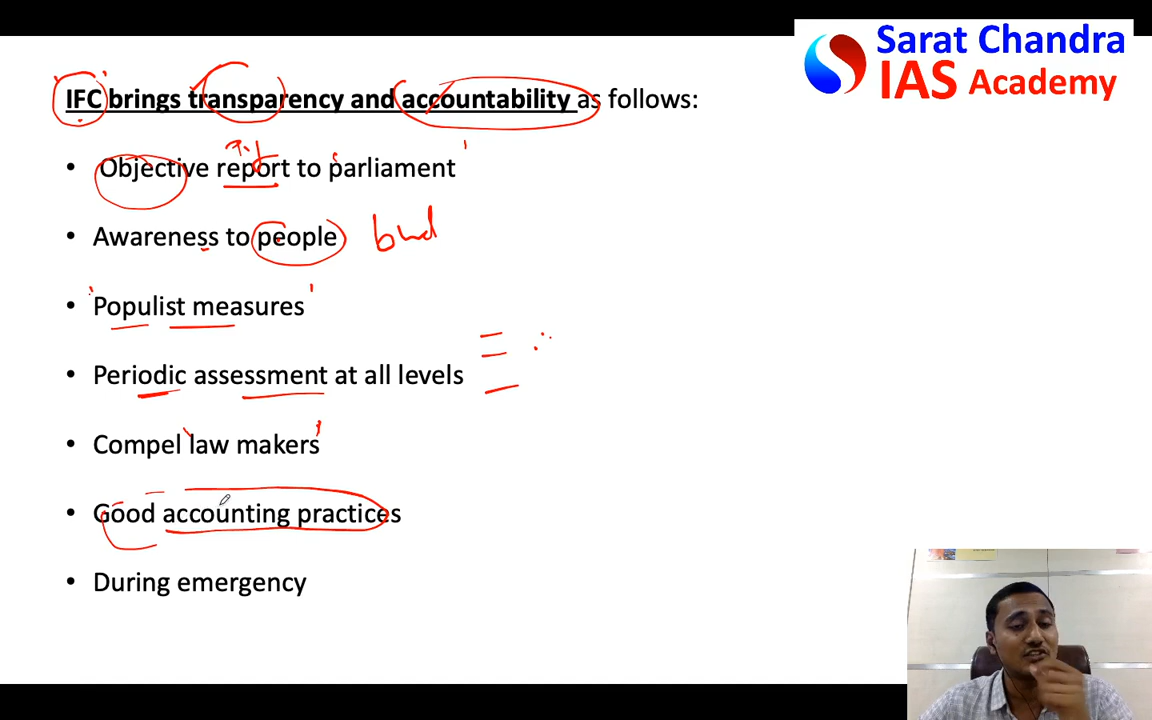 Sarat Chandra
IAS Academy
IFC brings transparency and accountability as follows:
• Objective report to parliament
• Awareness to people
• Populist measures
• Periodic assessment at all levels
• Compel law makers
• Good accounting practices
• During emergency